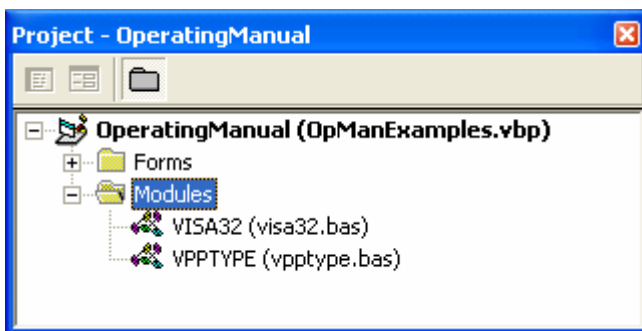 Project - OperatingManual
OperatingManual (OpManExamples.vbp)
Forms
Modules
VISA32 (visa32.bas)
VPPTYPE (vpptype.bas)